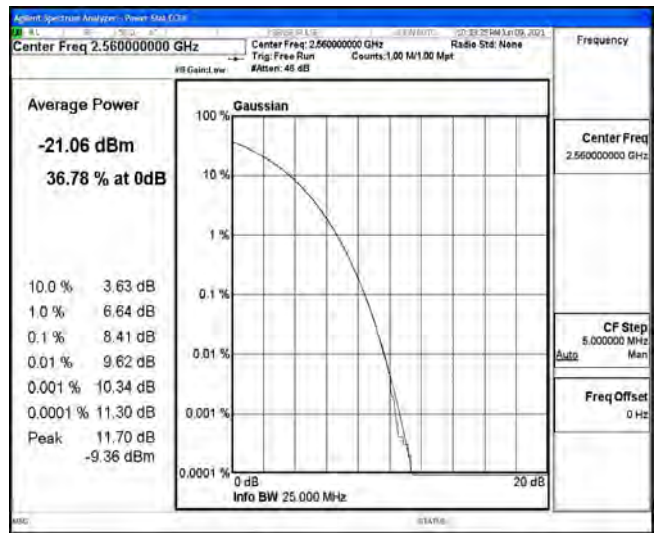 Agilent Spectrum Analyzer - Power Stat CCDF
Center Freq 2.560000000 GHz
Center Freq: 2.560000000 GHz
Radio Std: None
Trig: Free Run
Counts:1.00 M/1.00 Mpt
#IFGain:Low
#Atten: 46 dB
Frequency
Average Power
-21.06 dBm
36.78 % at 0dB
10.0 % 3.63 dB
1.0 % 6.64 dB
0.1 % 8.41 dB
0.01 % 9.62 dB
0.001 % 10.34 dB
0.0001 % 11.30 dB
Peak 11.70 dB
-9.36 dBm
Gaussian
100 %
10 %
1 %
0.1 %
0.01 %
0.001 %
0.0001 %
0 dB
20 dB
Info BW 25.000 MHz
Center Freq
2.560000000 GHz
CF Step
5.000000 MHz
Auto Man
Freq Offset
0 Hz
MSG
STATUS